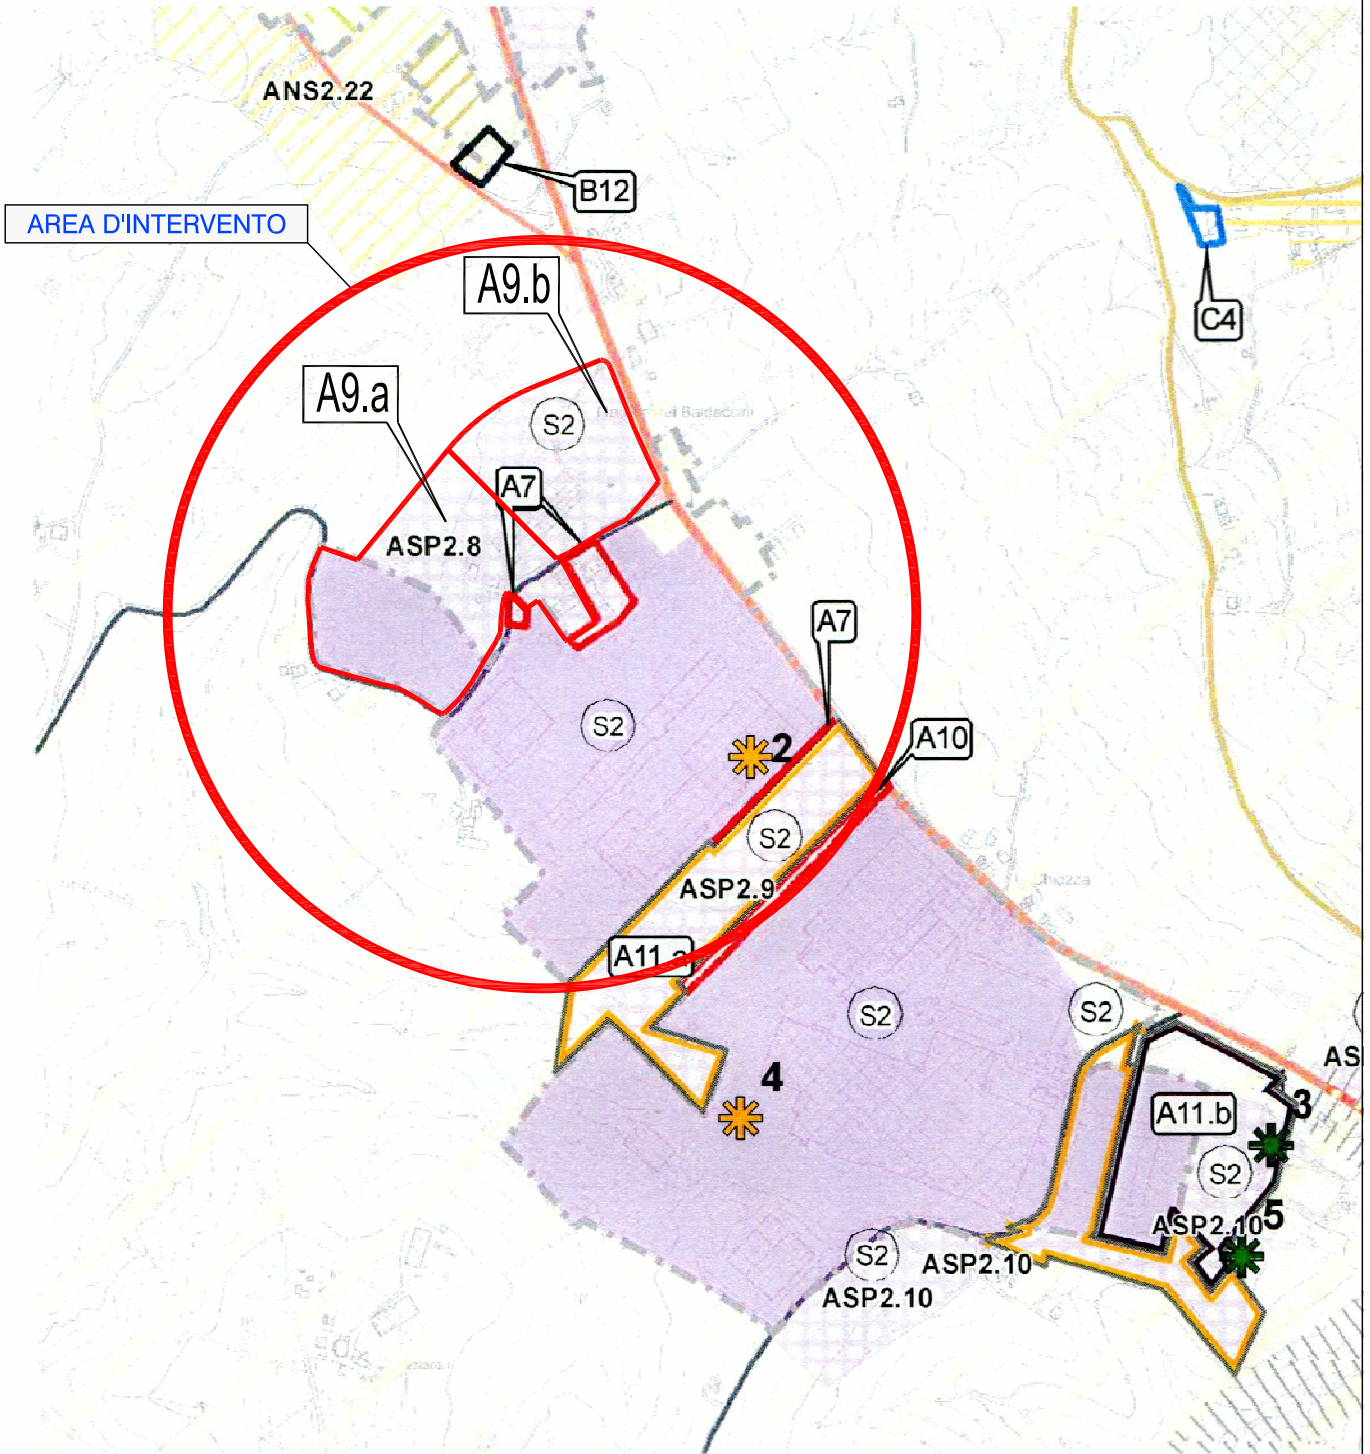 ANS2.22
B12
AREA D'INTERVENTO
A9.b
C4
A9.a
S2
A7
ASP2.8
A7
S2
2
A10
S2
ASP2.9
A11.a
S2
S2
AS
4
3
A11.b
S2
5
ASP2.10
S2
ASP2.10
ASP2.10